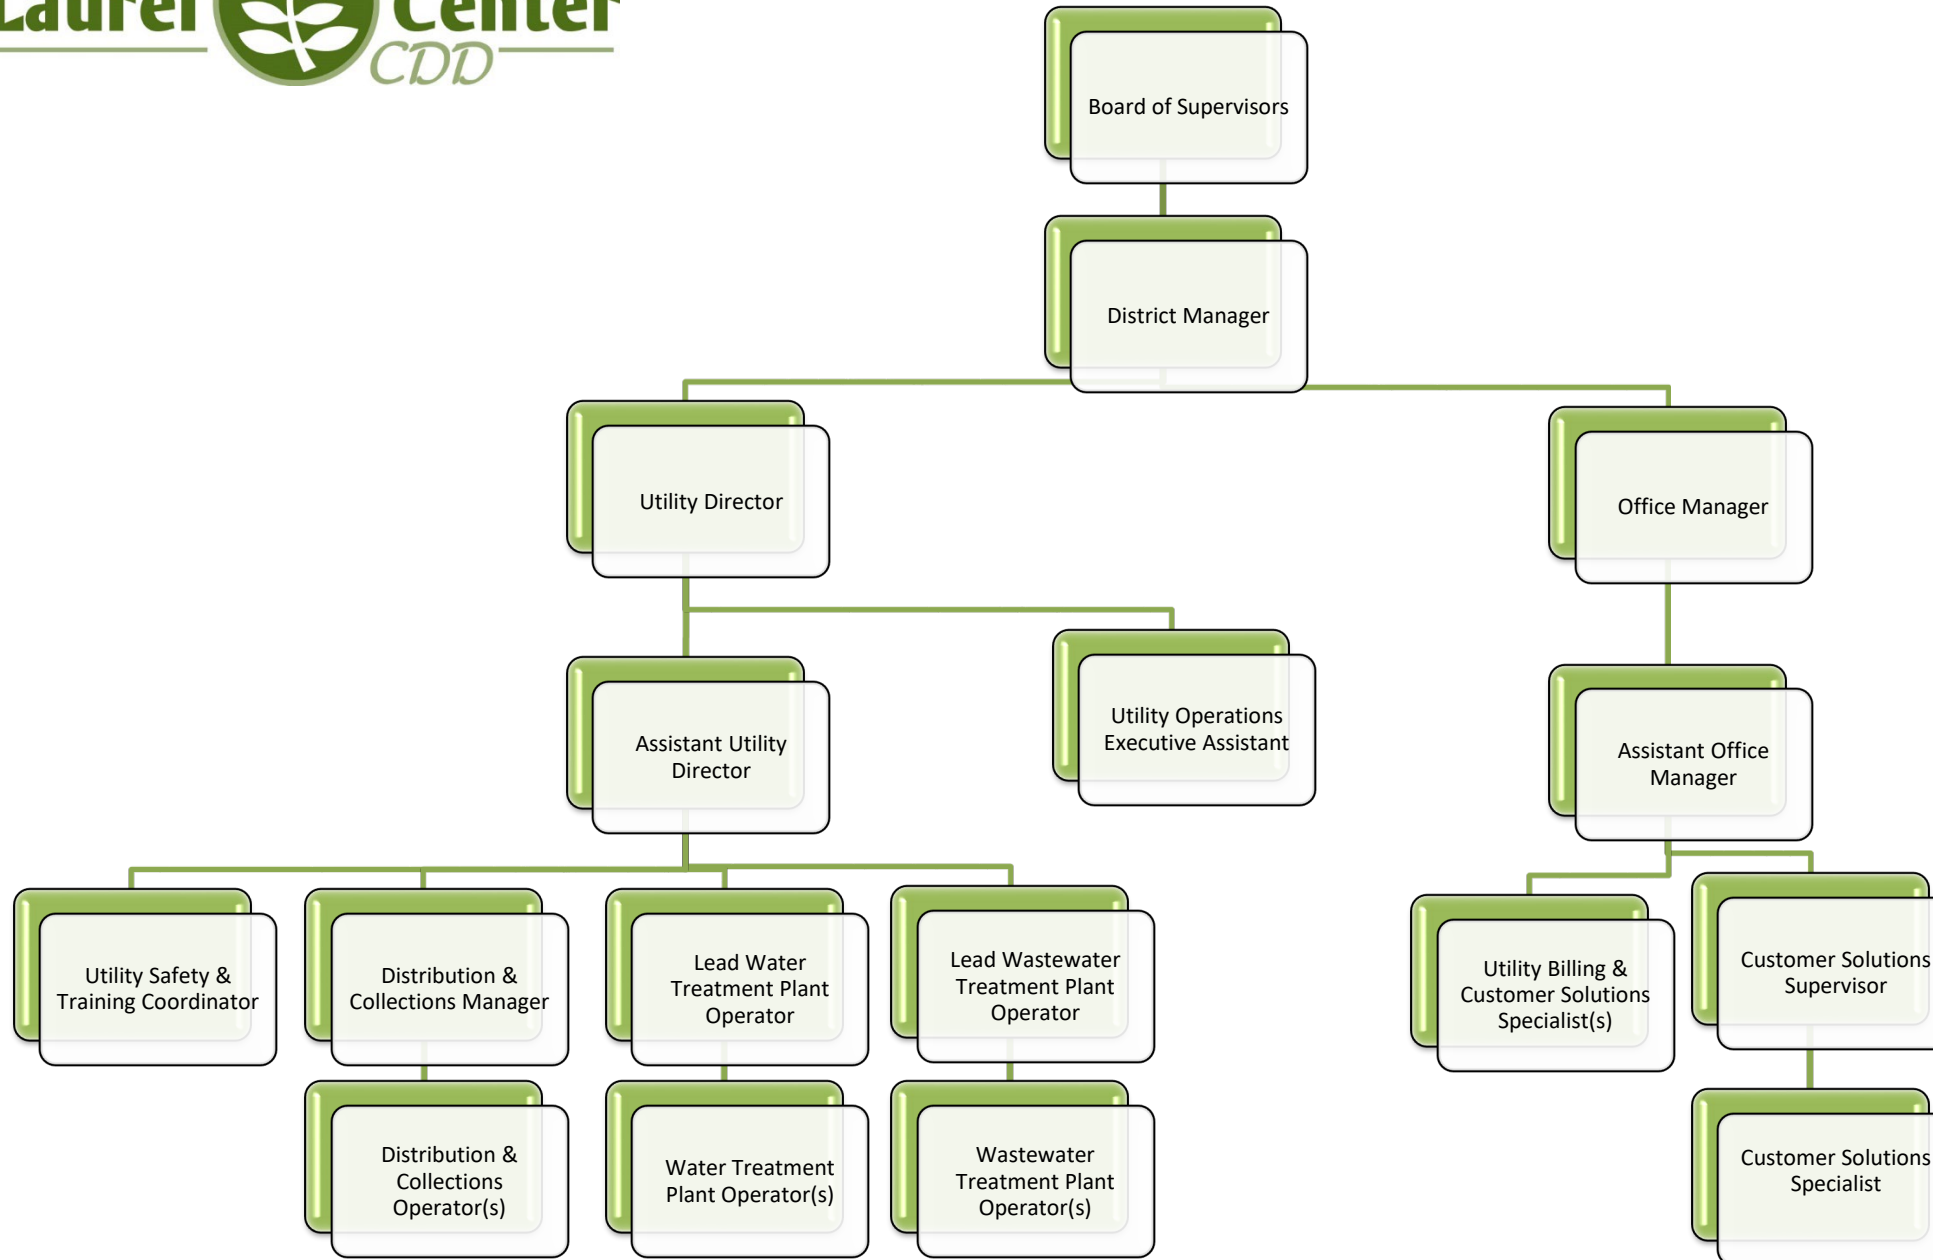 Laurel Center
CDD
Board of Supervisors
District Manager
Utility Director
Office Manager
Assistant Utility
Director
Utility Operations
Executive Assistant
Assistant Office
Manager
Utility Safety &
Training Coordinator
Distribution &
Collections Manager
Lead Water
Treatment Plant
Operator
Lead Wastewater
Treatment Plant
Operator
Utility Billing &
Customer Solutions
Specialist(s)
Customer Solutions
Supervisor
Distribution &
Collections
Operator(s)
Water Treatment
Plant Operator(s)
Wastewater
Treatment Plant
Operator(s)
Customer Solutions
Specialist